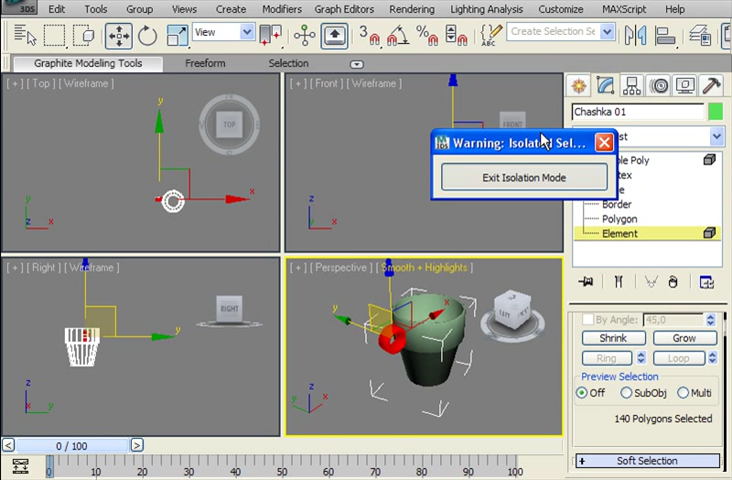 3DS
Edit Tools Group Views Create Modifiers Graph Editors Rendering Lighting Analysis Customize MAXScript Help
View
3
%
ABC
Create Selection Se
Graphite Modeling Tools Freeform Selection
[ + ] [ Top ] [ Wireframe ]
TOP
y
x
z
[ + ] [ Front ] [ Wireframe ]
FRONT
Chashka 01
Warning: Isolated Sel...
Exit Isolation Mode
Border
Polygon
Element
[ + ] [ Right ] [ Wireframe ]
RIGHT
z
y
x
[ + ] [ Perspective ] [ Smooth + Highlights ]
LEFT
z
y
x
By Angle: 45,0
Shrink Grow
Ring Loop
Preview Selection
Off SubObj Multi
140 Polygons Selected
Soft Selection
0 / 100
0 10 20 30 40 50 60 70 80 90 100